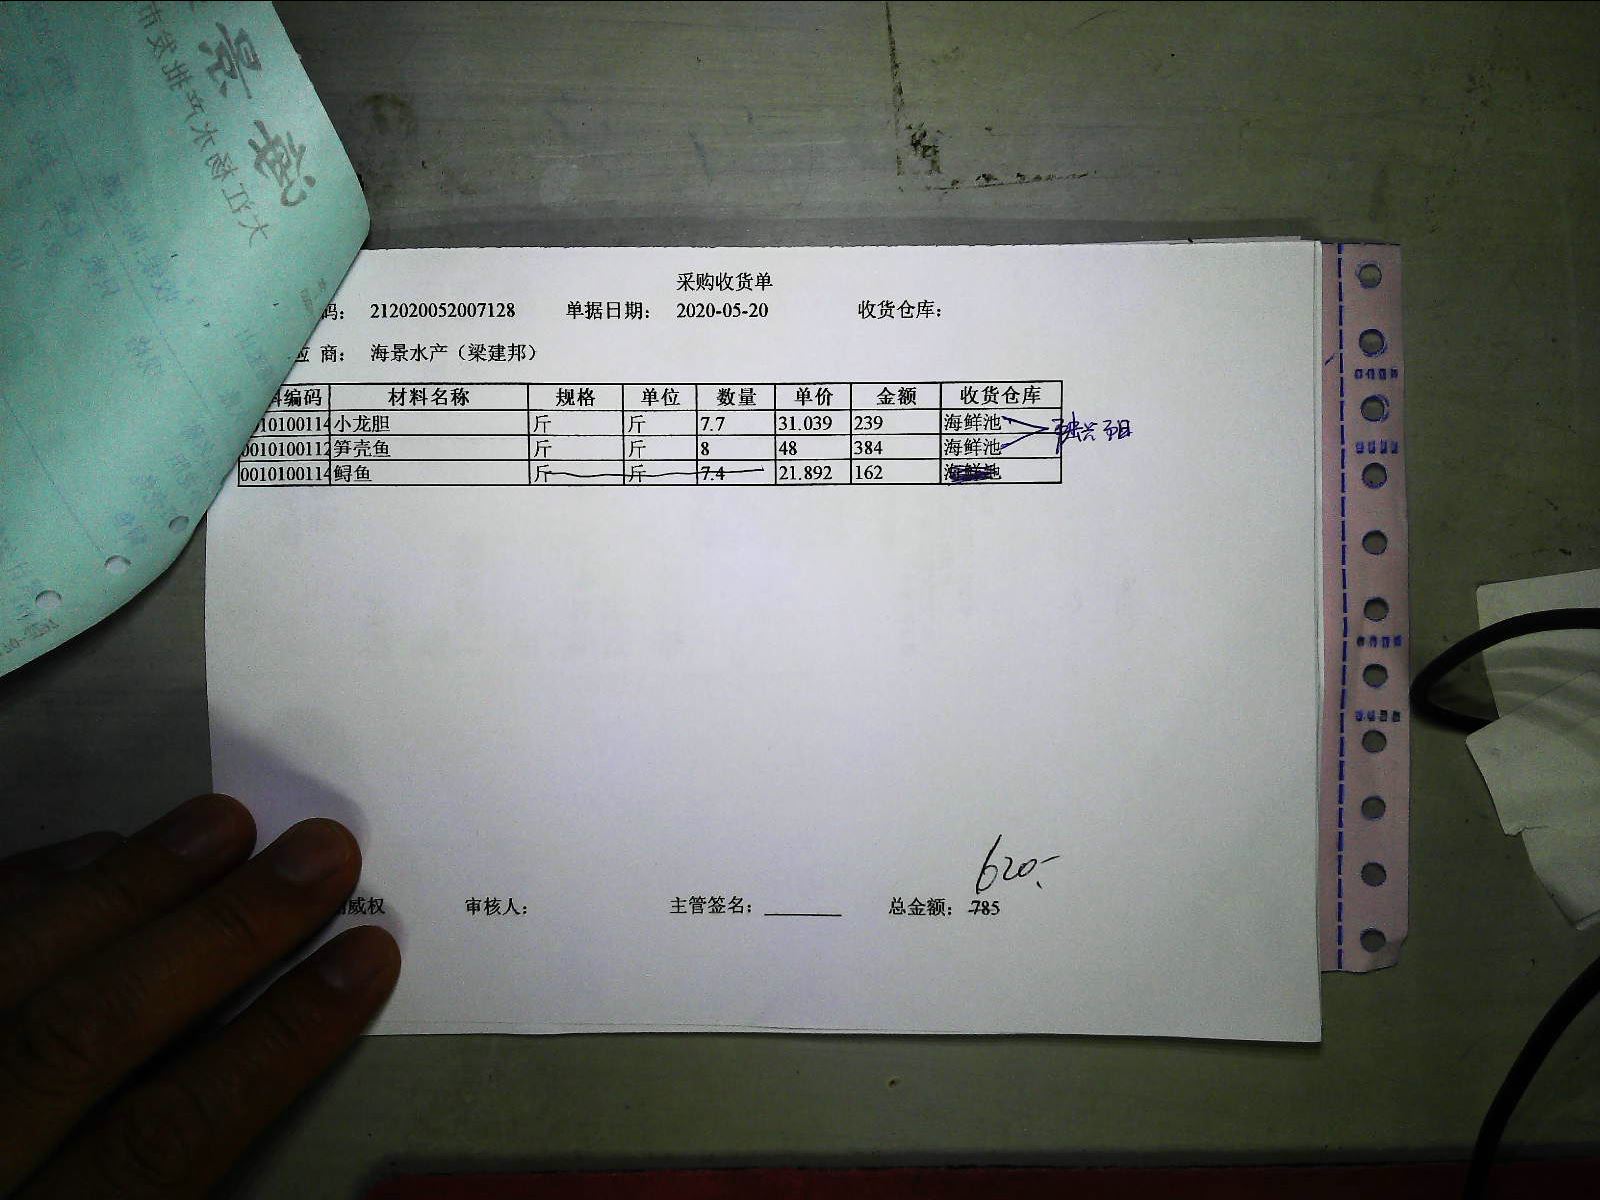 采购收货单
码： 212020052007128 单据日期： 2020-05-20 收货仓库：
应 商： 海景水产（梁建邦）
料编码 材料名称 规格 单位 数量 单价 金额 收货仓库
0010100114 小龙胆 斤 斤 7.7 31.039 239 海鲜池
0010100112 笋壳鱼 斤 斤 8 48 384 海鲜池
0010100114 鲟鱼 斤 斤 7.4 21.892 162 海鲜池
620-
威权 审核人： 主管签名： 总金额： 785